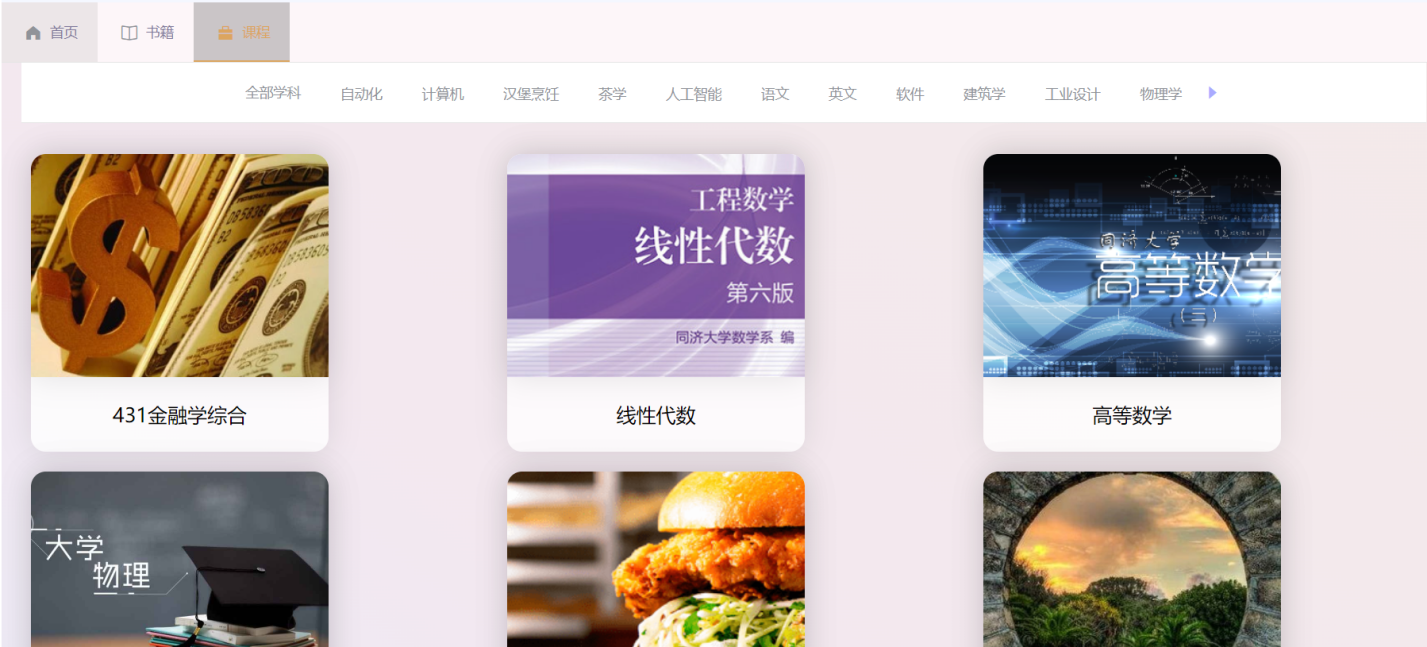 首页
书籍
课程
全部学科
自动化
计算机
汉堡烹饪
茶学
人工智能
语文
英文
软件
建筑学
工业设计
物理学
工程数学
线性代数
第六版
同济大学数学系 编
同济大学
高等数学
(三)
431金融学综合
线性代数
高等数学
大学
物理